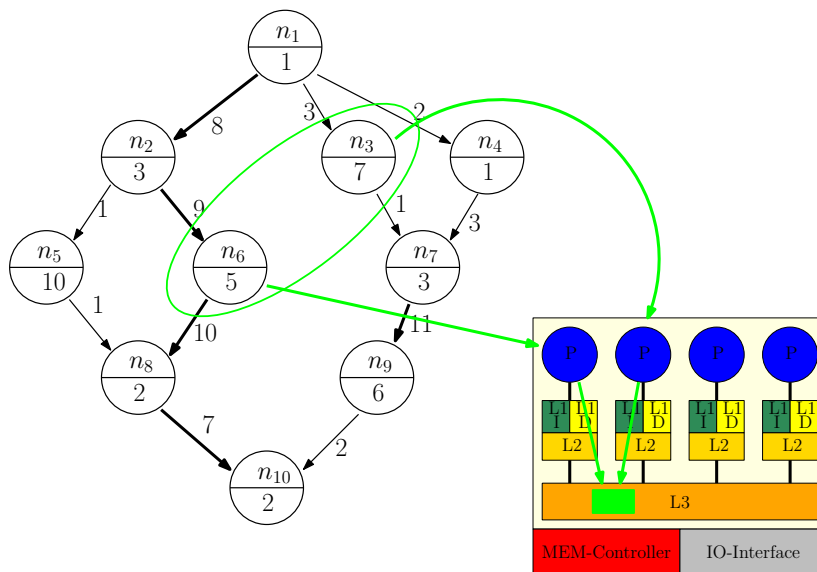 n1
1
8
3
2
n2
3
n3
7
n4
1
1
9
1
3
n5
10
n6
5
n7
3
1
10
11
P P P P
n8
2
n9
6
L1 L1 L1 L1 L1 L1 L1 L1
I D I D I D I D
7
2
L2 L2 L2 L2
n10
2
L3
MEM-Controller IO-Interface